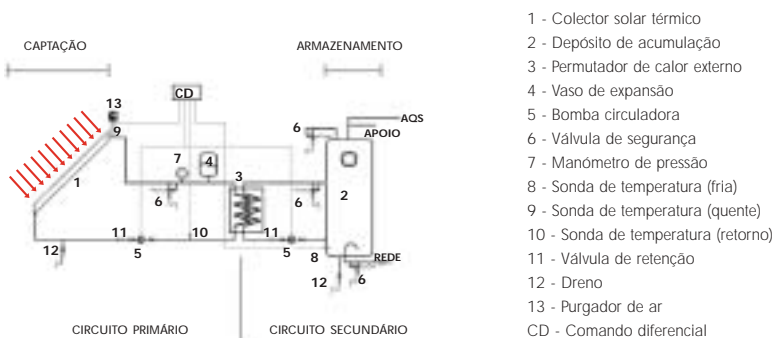 CAPTAÇÃO
ARMAZENAMENTO
CD
13
9
AQS
6
APOIO
7
4
1
3
2
6
6
11
10
11
12
5
5
8
REDE
12
6
CIRCUITO PRIMÁRIO
CIRCUITO SECUNDÁRIO
1 - Colector solar térmico
2 - Depósito de acumulação
3 - Permutador de calor externo
4 - Vaso de expansão
5 - Bomba circuladora
6 - Válvula de segurança
7 - Manómetro de pressão
8 - Sonda de temperatura (fria)
9 - Sonda de temperatura (quente)
10 - Sonda de temperatura (retorno)
11 - Válvula de retenção
12 - Dreno
13 - Purgador de ar
CD - Comando diferencial